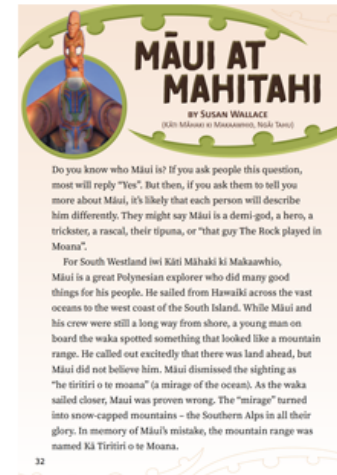 MĀUI AT
MAHITAHI
BY SUSAN WALLACE
(KĀTI MĀHAKI KI MAKAAWHIO, NGĀI TAHU)
Do you know who Māui is? If you ask people this question,
most will reply “Yes”. But then, if you ask them to tell you
more about Māui, it’s likely that each person will describe
him differently. They might say Māui is a demi-god, a hero, a
trickster, a rascal, their tipuna, or “that guy The Rock played in
Moana”.
For South Westland iwi Kāti Māhaki ki Makaawhio,
Māui is a great Polynesian explorer who did many good
things for his people. He sailed from Hawaiki across the vast
oceans to the west coast of the South Island. While Māui and
his crew were still a long way from shore, a young man on
board the waka spotted something that looked like a mountain
range. He called out excitedly that there was land ahead, but
Māui did not believe him. Māui dismissed the sighting as
“he tiritiri o te moana” (a mirage of the ocean). As the waka
sailed closer, Maui was proven wrong. The “mirage” turned
into snow-capped mountains – the Southern Alps in all their
glory. In memory of Māui’s mistake, the mountain range was
named Kā Tiritiri o te Moana.
32